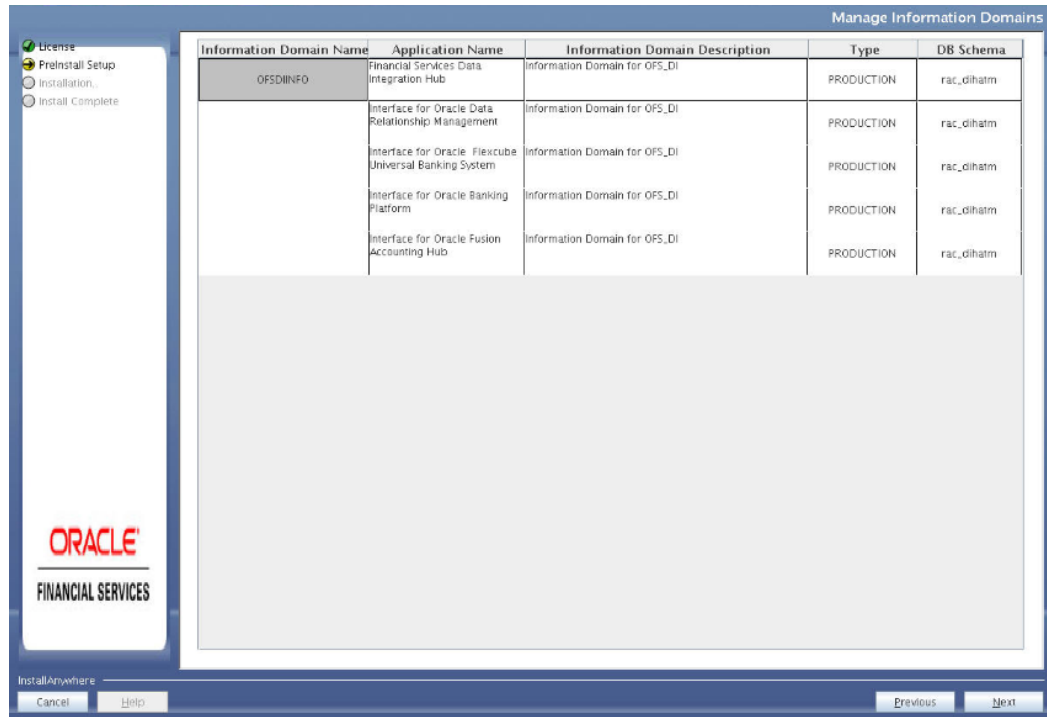 Manage Information Domains
License
PreInstall Setup
Installation...
Install Complete
Information Domain Name Application Name Information Domain Description Type DB Schema
OFSDIINFO Financial Services Data Information Domain for OFS_DI PRODUCTION rac_dihatm
Integration Hub
Interface for Oracle Data Information Domain for OFS_DI PRODUCTION rac_dihatm
Relationship Management
Interface for Oracle Flexcube Information Domain for OFS_DI PRODUCTION rac_dihatm
Universal Banking System
Interface for Oracle Banking Information Domain for OFS_DI PRODUCTION rac_dihatm
Platform
Interface for Oracle Fusion Information Domain for OFS_DI PRODUCTION rac_dihatm
Accounting Hub
ORACLE
FINANCIAL SERVICES
InstallAnywhere
Cancel Help Previous Next